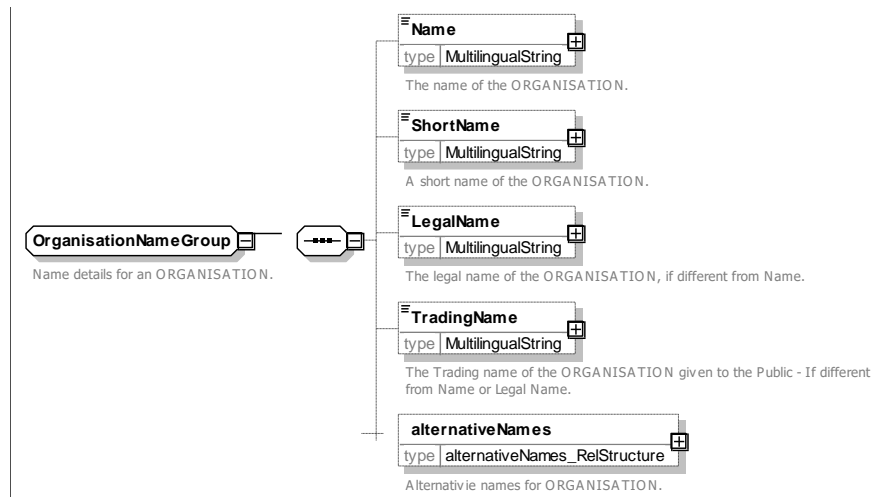 Name
type MultilingualString
The name of the ORGANISATION.
ShortName
type MultilingualString
A short name of the ORGANISATION.
LegalName
type MultilingualString
The legal name of the ORGANISATION, if different from Name.
OrganisationNameGroup
Name details for an ORGANISATION.
TradingName
type MultilingualString
The Trading name of the ORGANISATION given to the Public - If different
from Name or Legal Name.
alternativeNames
type alternativeNames_RelStructure
Alternativie names for ORGANISATION.